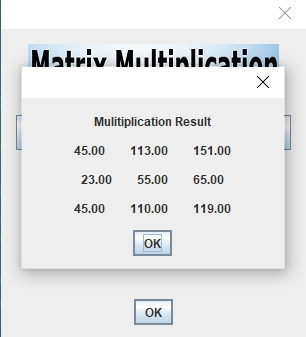 Matrix Multiplication
Mulitiplication Result
45.00 113.00 151.00
23.00 55.00 65.00
45.00 110.00 119.00
OK
OK